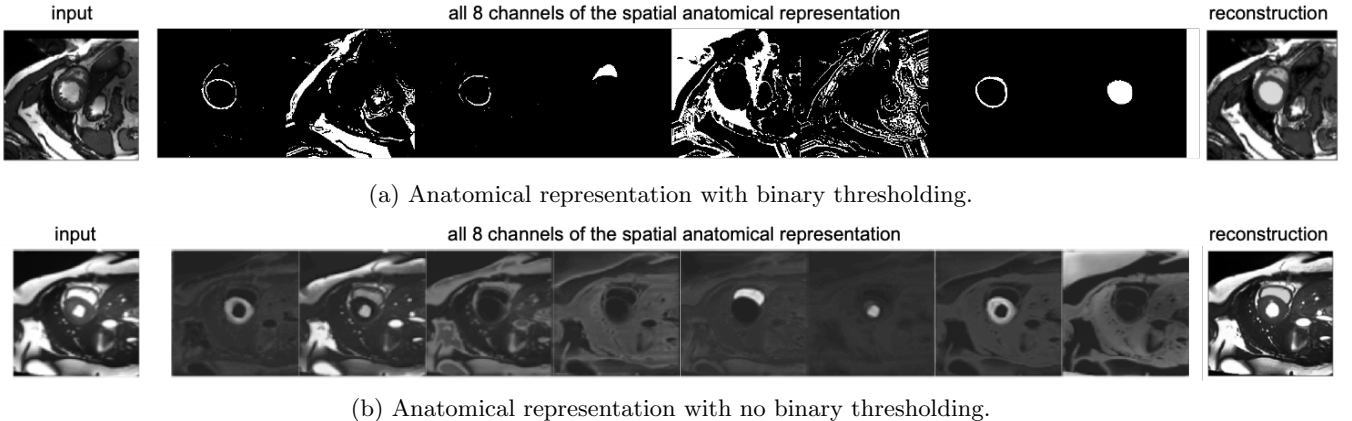 input
all 8 channels of the spatial anatomical representation
reconstruction
(a) Anatomical representation with binary thresholding.
input
all 8 channels of the spatial anatomical representation
reconstruction
(b) Anatomical representation with no binary thresholding.